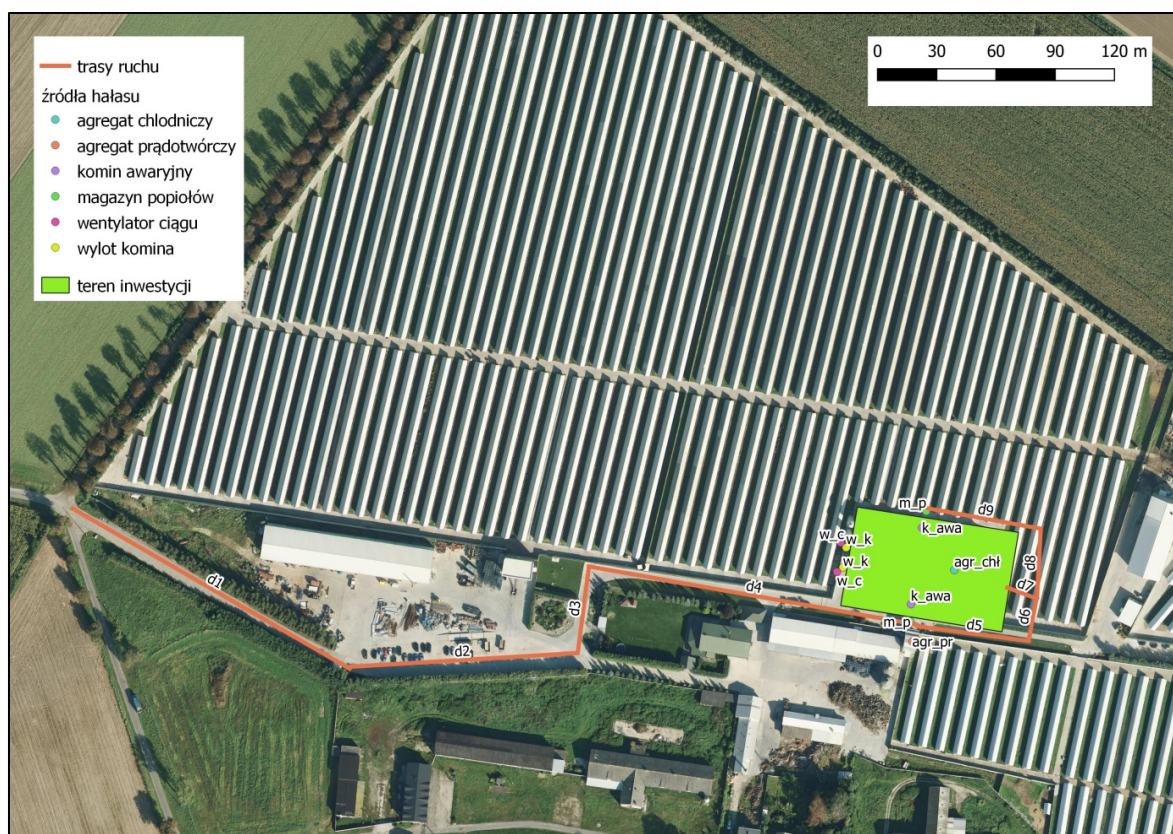 trasy ruchu
źródła hałasu
agregat chłodniczy
agregat prądotwórczy
komin awaryjny
magazyn popiołów
wentylator ciągu
wylot komina
teren inwestycji
0 30 60 90 120 m
m_p
d9
k_awa
w_c
w_k
d8
agr_chł
w_k
d7
w_c
d4
k_awa
d6
d1
d3
m_p
d5
agr_pr
d2